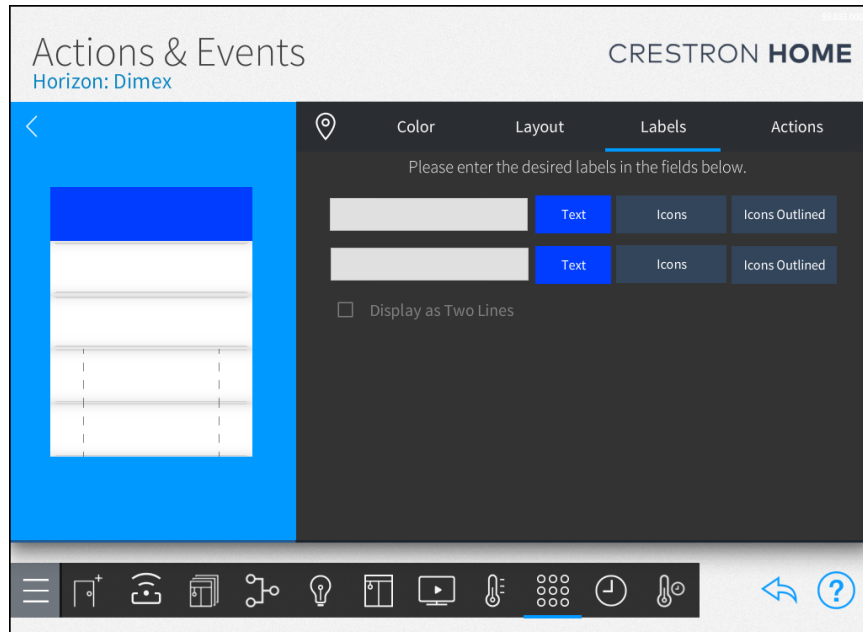 Actions & Events
Horizon: Dimex
CRESTRON HOME
Color Layout Labels Actions
Please enter the desired labels in the fields below.
Text Icons Icons Outlined
Text Icons Icons Outlined
Display as Two Lines
?